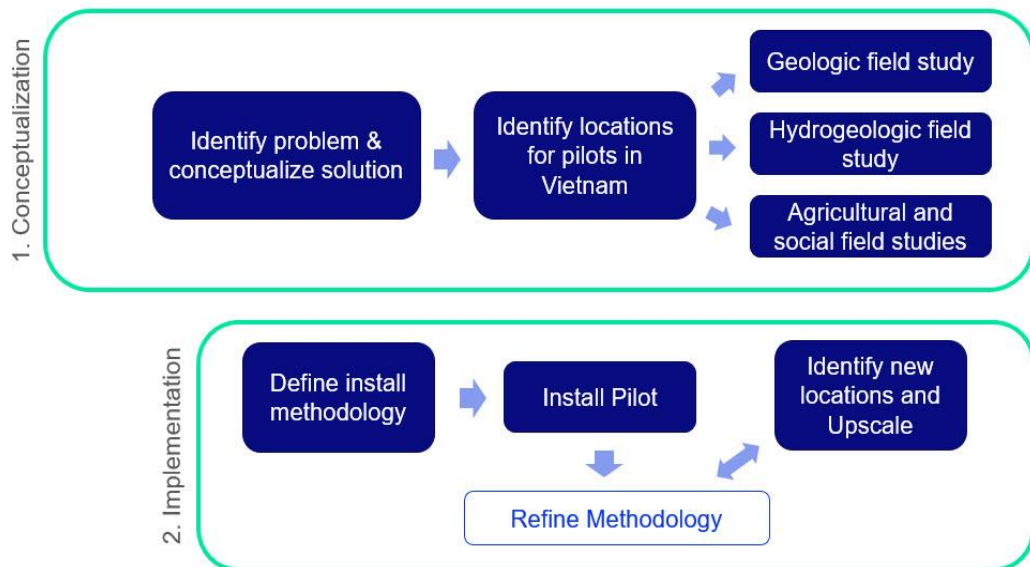 1. Conceptualization
Identify problem &
conceptualize solution
Identify locations
for pilots in
Vietnam
Geologic field study
Hydrogeologic field
study
Agricultural and
social field studies
2. Implementation
Define install
methodology
Install Pilot
Identify new
locations and
Upscale
Refine Methodology